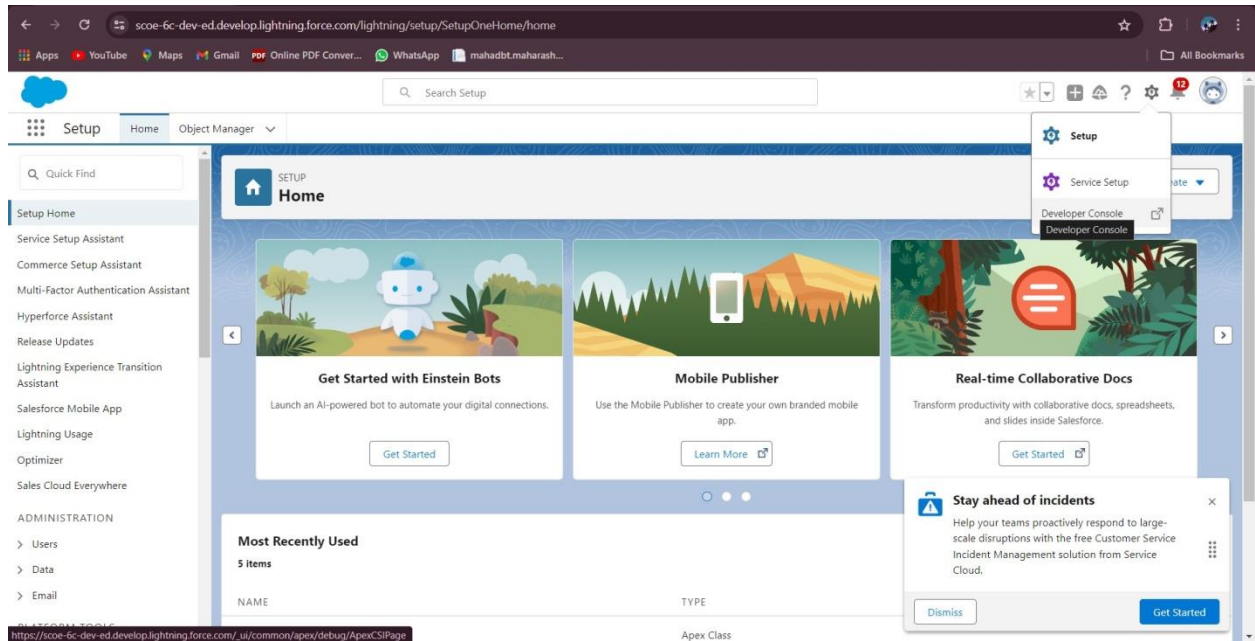 scoe-6c-dev-ed.develop.lightning.force.com/lightning/setup/SetupOneHome/home
Apps YouTube Maps Gmail PDF Online PDF Conver... WhatsApp mahadbt.maharash... All Bookmarks
Search Setup
12
Setup Home Object Manager
Setup
Service Setup
Developer Console
Developer Console
Quick Find
SETUP
Home
Setup Home
Service Setup Assistant
Commerce Setup Assistant
Multi-Factor Authentication Assistant
Hyperforce Assistant
Release Updates
Lightning Experience Transition
Assistant
Salesforce Mobile App
Lightning Usage
Optimizer
Sales Cloud Everywhere
ADMINISTRATION
Users
Data
Email
Get Started with Einstein Bots
Launch an AI-powered bot to automate your digital connections.
Get Started
Mobile Publisher
Use the Mobile Publisher to create your own branded mobile
app.
Learn More
Real-time Collaborative Docs
Transform productivity with collaborative docs, spreadsheets,
and slides inside Salesforce.
Get Started
Most Recently Used
5 items
NAME TYPE
Apex Class
Stay ahead of incidents
Help your teams proactively respond to large-
scale disruptions with the free Customer Service
Incident Management solution from Service
Cloud.
Dismiss Get Started
https://scoe-6c-dev-ed.develop.lightning.force.com/_ui/common/apex/debug/ApexCSIPage